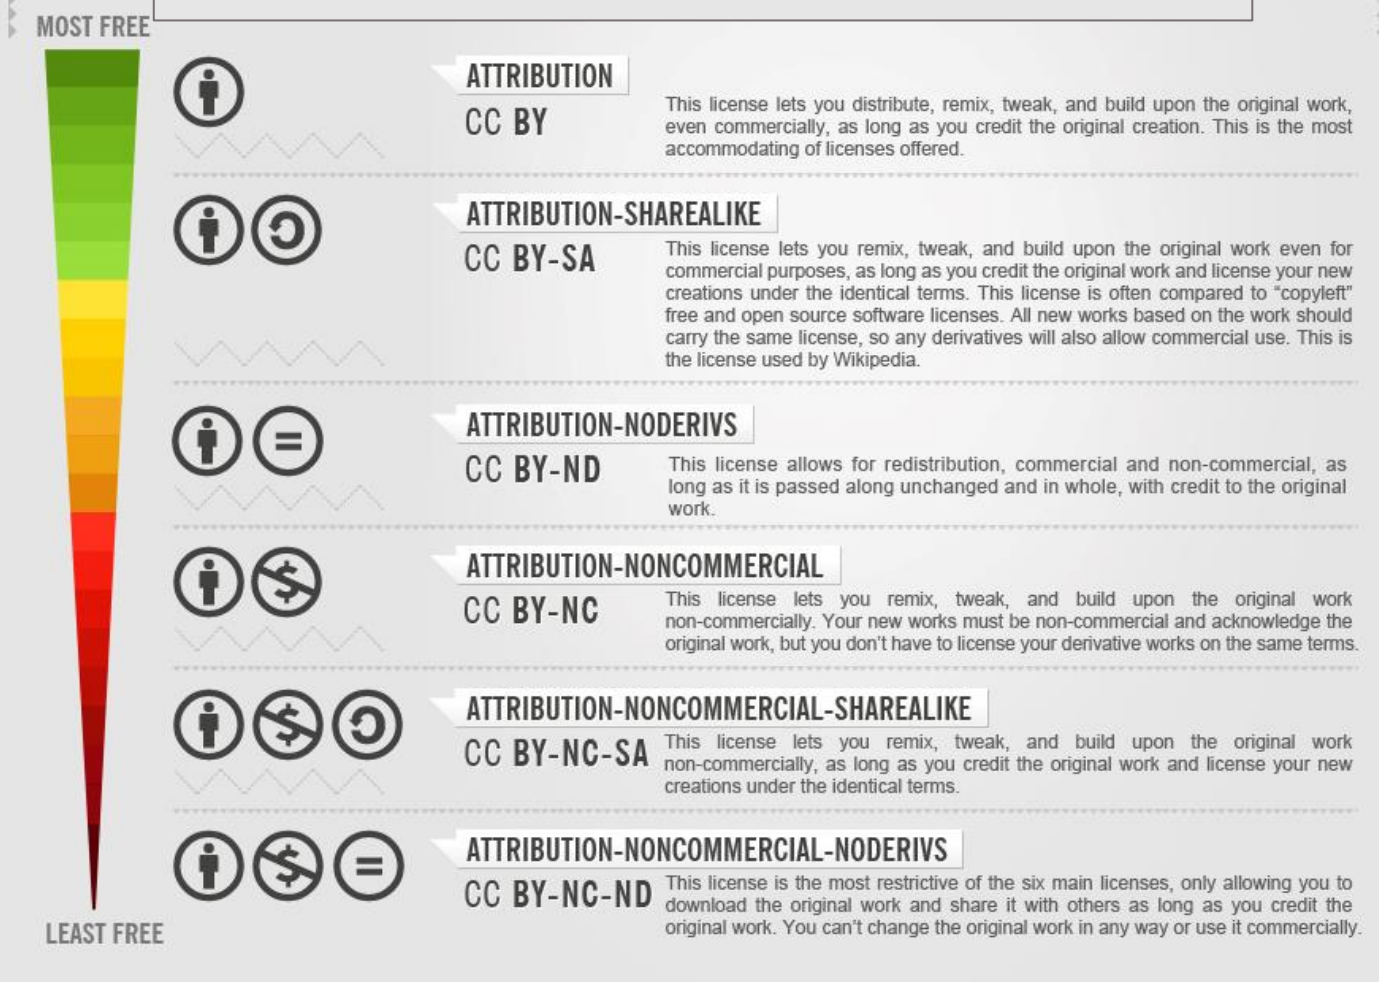 MOST FREE
ATTRIBUTION
CC BY
This license lets you distribute, remix, tweak, and build upon the original work,
even commercially, as long as you credit the original creation. This is the most
accommodating of licenses offered.
ATTRIBUTION-SHAREALIKE
CC BY-SA
This license lets you remix, tweak, and build upon the original work even for
commercial purposes, as long as you credit the original work and license your new
creations under the identical terms. This license is often compared to “copyleft”
free and open source software licenses. All new works based on the work should
carry the same license, so any derivatives will also allow commercial use. This is
the license used by Wikipedia.
ATTRIBUTION-NODERIVS
CC BY-ND
This license allows for redistribution, commercial and non-commercial, as
long as it is passed along unchanged and in whole, with credit to the original
work.
ATTRIBUTION-NONCOMMERCIAL
CC BY-NC
This license lets you remix, tweak, and build upon the original work
non-commercially. Your new works must be non-commercial and acknowledge the
original work, but you don’t have to license your derivative works on the same terms.
ATTRIBUTION-NONCOMMERCIAL-SHAREALIKE
CC BY-NC-SA
This license lets you remix, tweak, and build upon the original work
non-commercially, as long as you credit the original work and license your new
creations under the identical terms.
ATTRIBUTION-NONCOMMERCIAL-NODERIVS
CC BY-NC-ND
This license is the most restrictive of the six main licenses, only allowing you to
download the original work and share it with others as long as you credit the
original work. You can’t change the original work in any way or use it commercially.
LEAST FREE